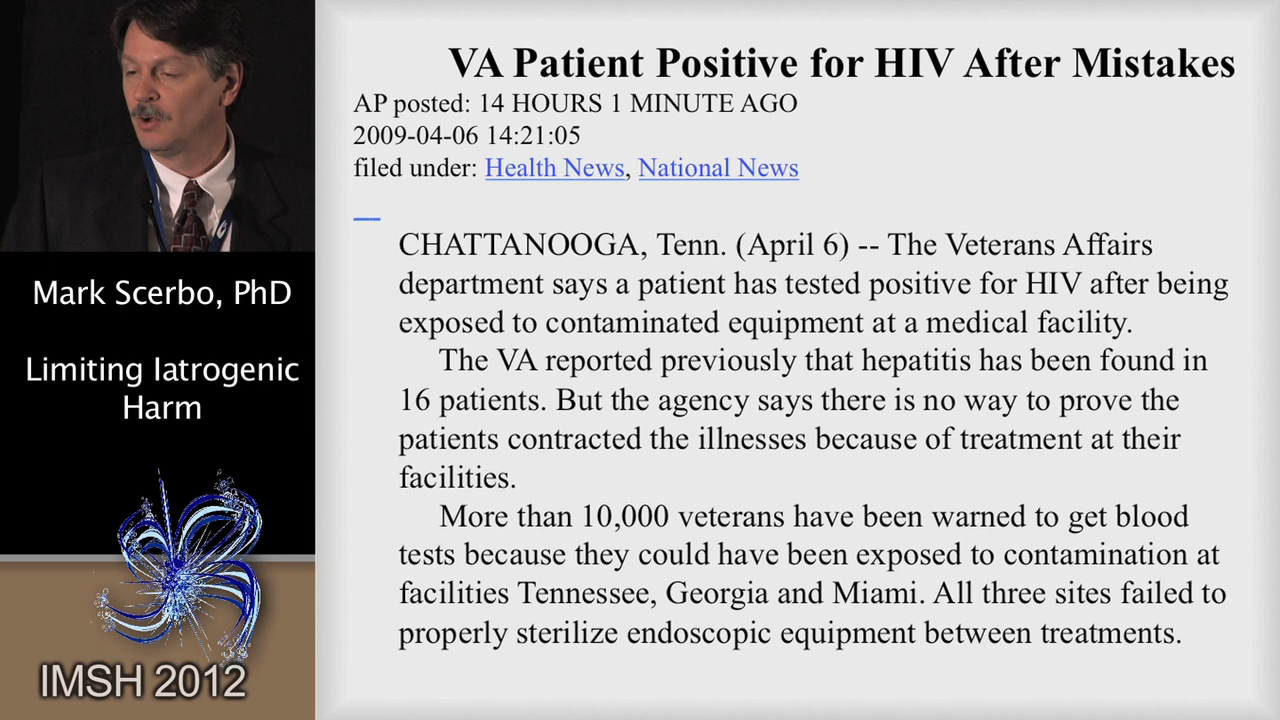 VA Patient Positive for HIV After Mistakes
AP posted: 14 HOURS 1 MINUTE AGO
2009-04-06 14:21:05
filed under: Health News, National News
CHATTANOOGA, Tenn. (April 6) -- The Veterans Affairs
department says a patient has tested positive for HIV after being
exposed to contaminated equipment at a medical facility.
The VA reported previously that hepatitis has been found in
16 patients. But the agency says there is no way to prove the
patients contracted the illnesses because of treatment at their
facilities.
More than 10,000 veterans have been warned to get blood
tests because they could have been exposed to contamination at
facilities Tennessee, Georgia and Miami. All three sites failed to
properly sterilize endoscopic equipment between treatments.
Mark Scerbo, PhD
Limiting Iatrogenic
Harm
IMSH 2012